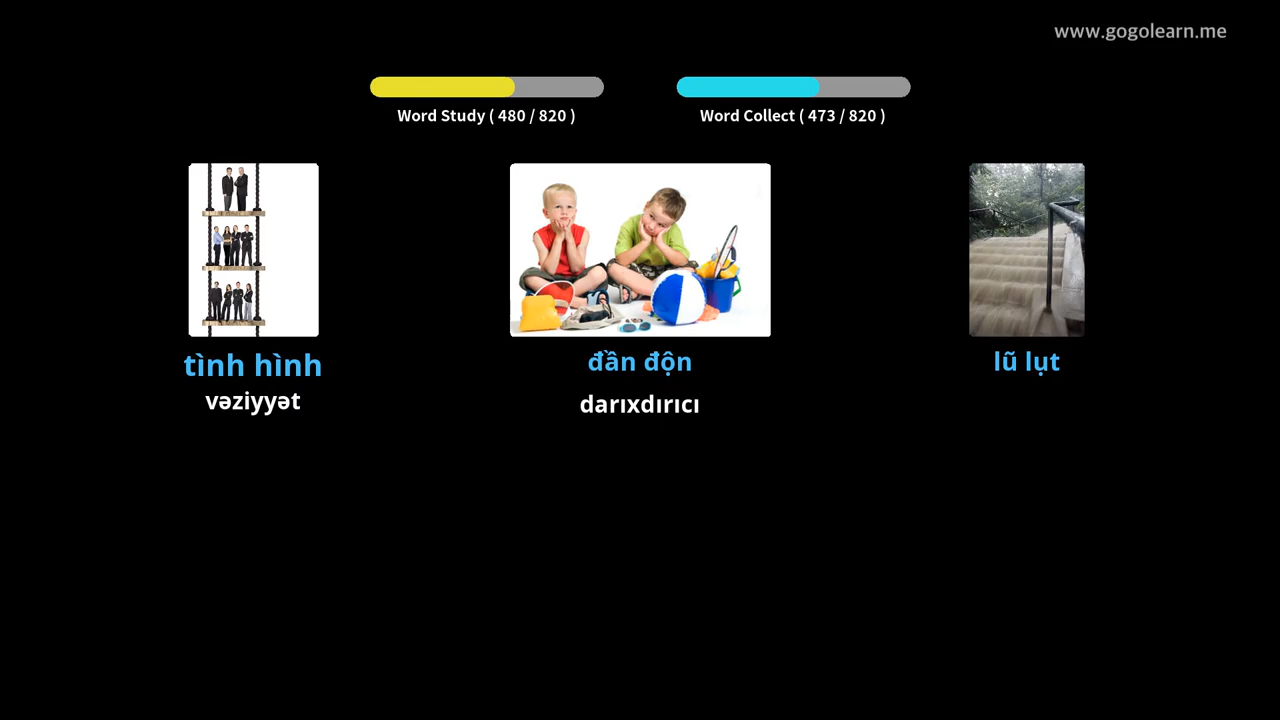 www.gogolearn.me
Word Study ( 480 / 820 )
Word Collect ( 473 / 820 )
tình hình
vəziyyət
đần độn
darıxdırıcı
lũ lụt